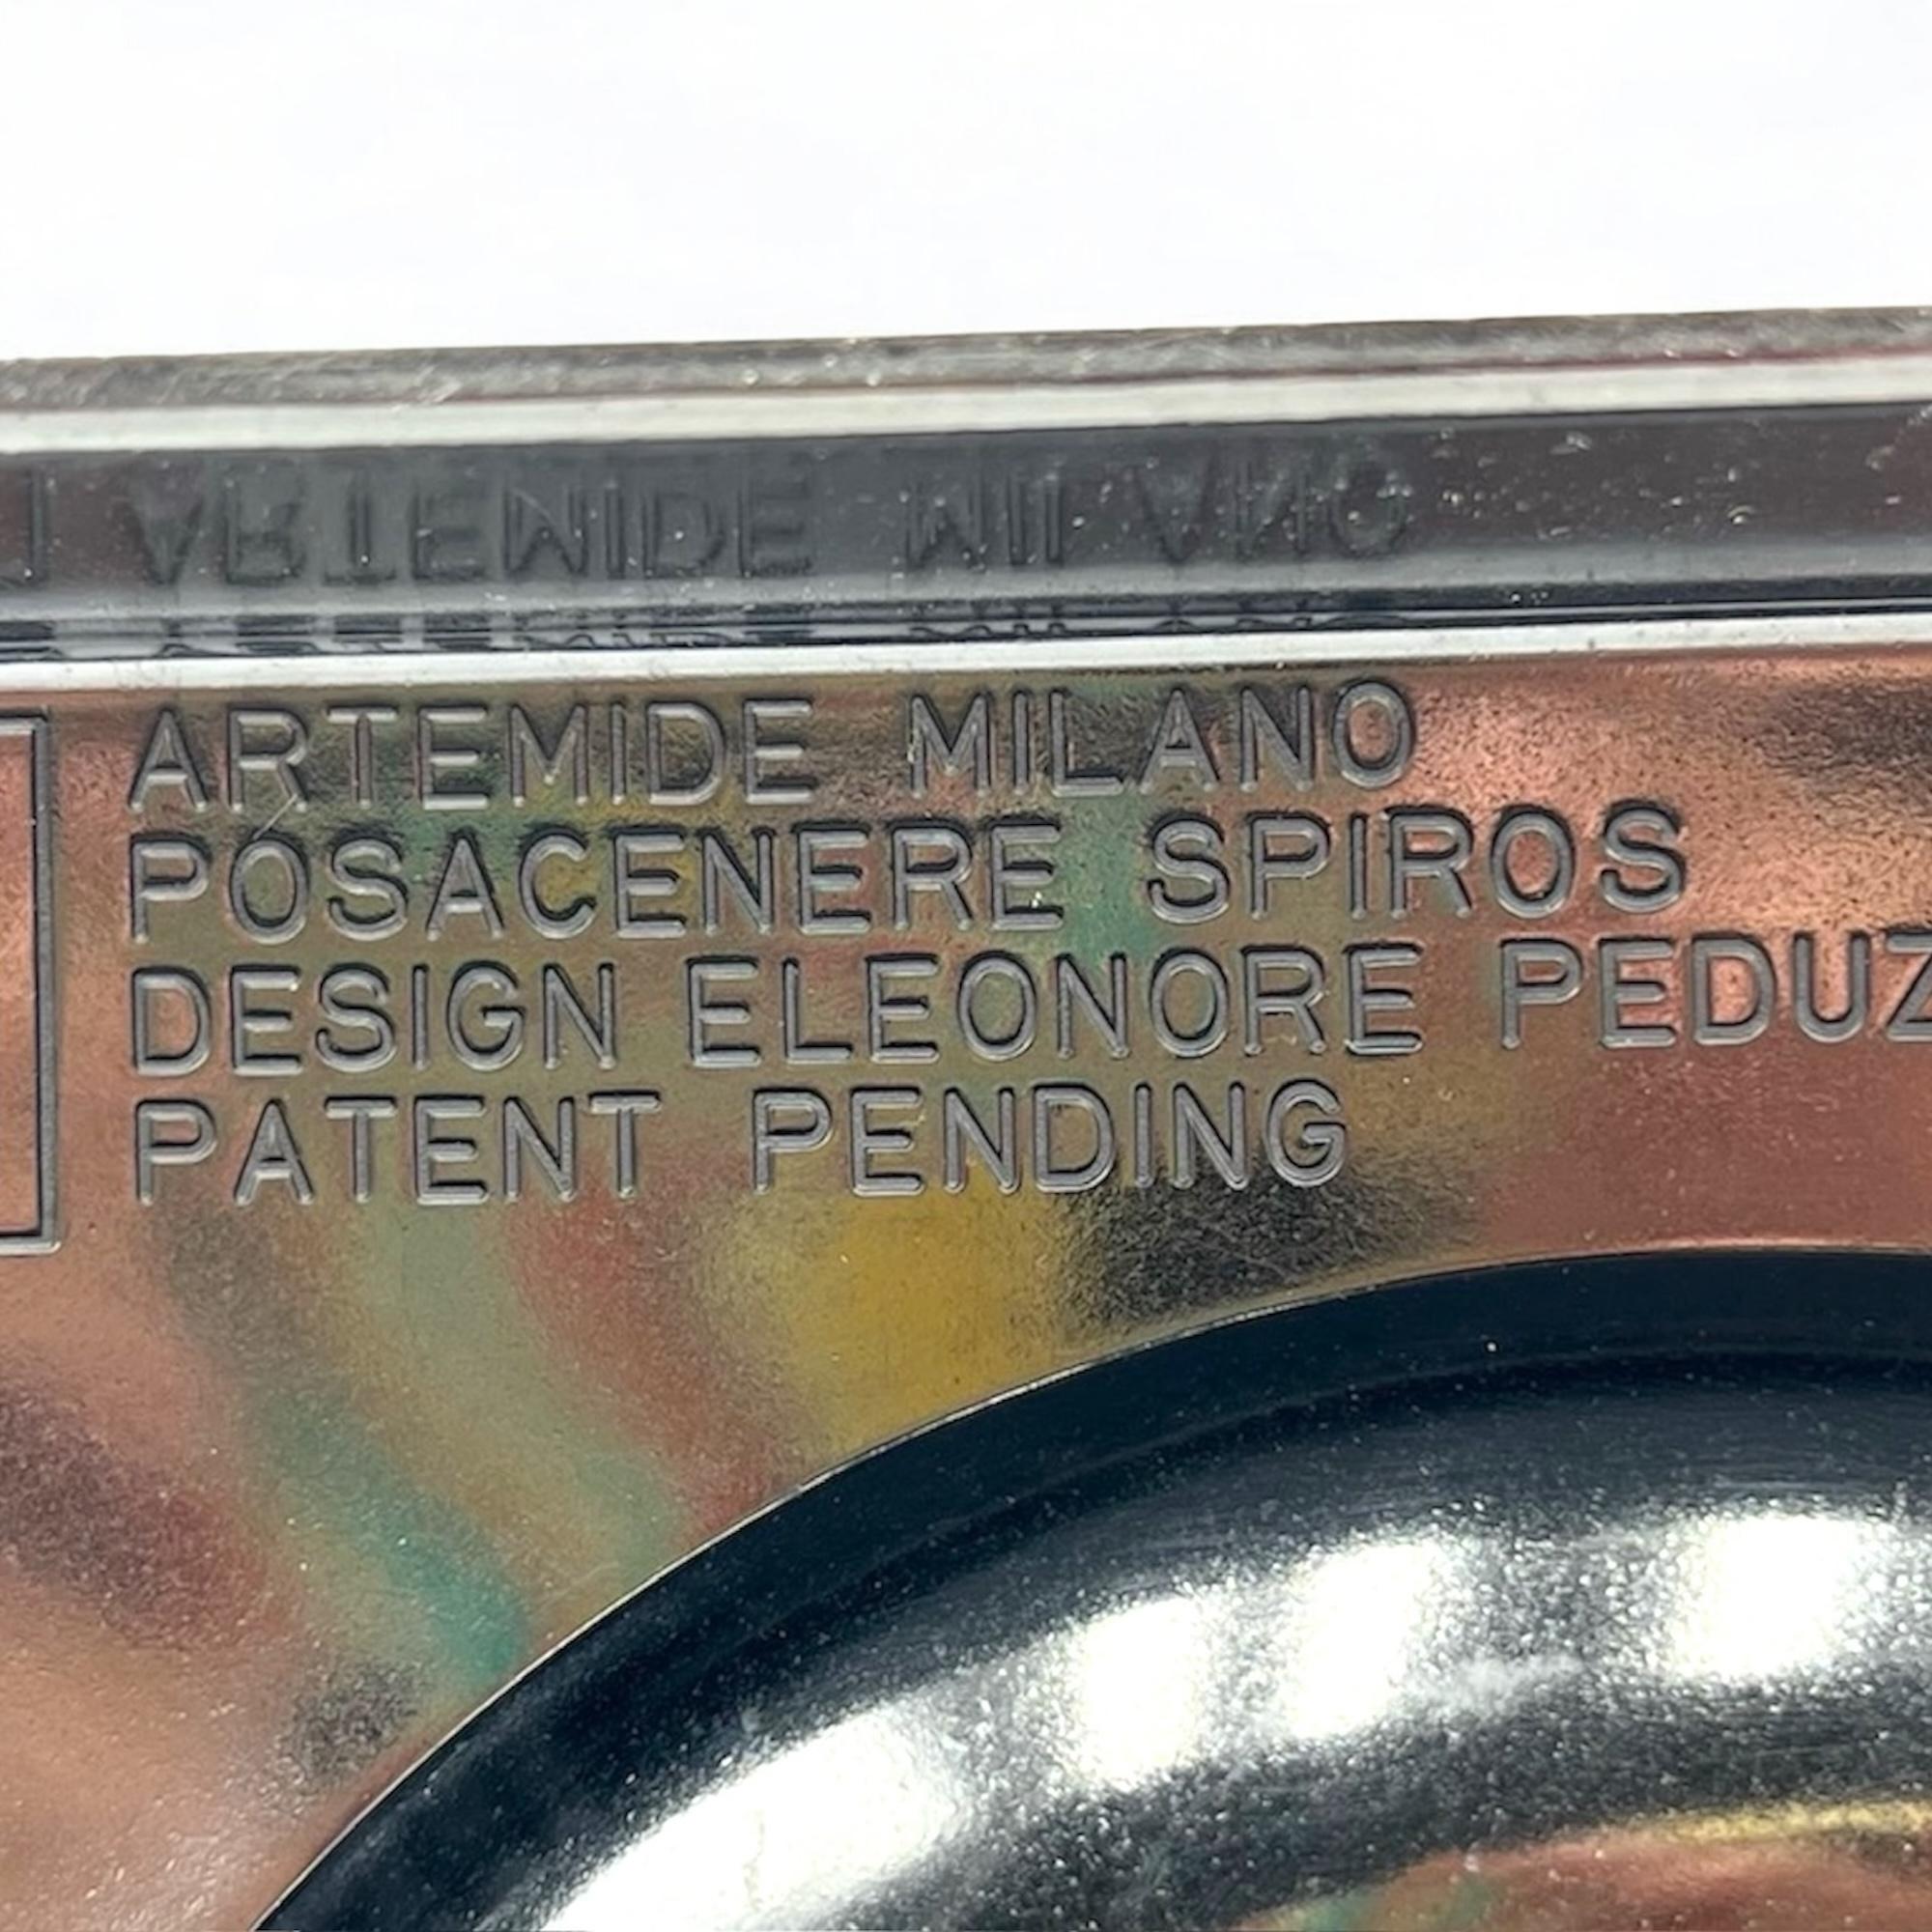 ARTEMIDE MILANO
POSACENERE SPIROS
DESIGN ELEONORE PEDUZ
PATENT PENDING